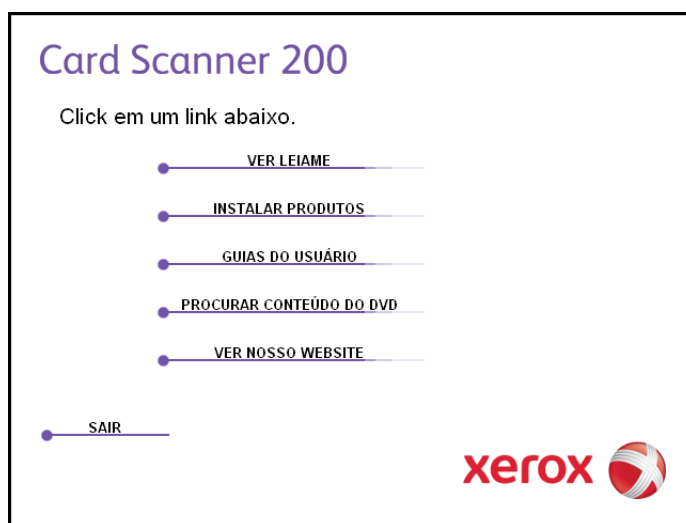 Card Scanner 200
Click em um link abaixo.
VER LEIAME
INSTALAR PRODUTOS
GUIAS DO USUÁRIO
PROCURAR CONTEÚDO DO DVD
VER NOSSO WEBSITE
SAIR
xerox